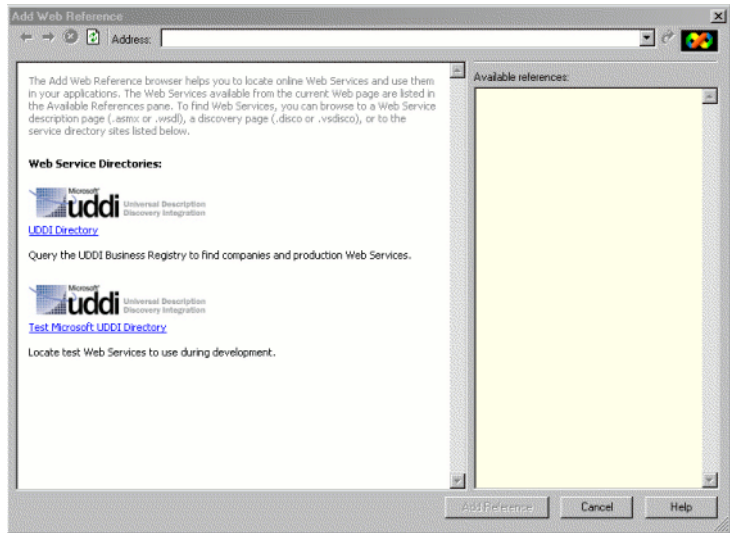 Add Web Reference
Address:
The Add Web Reference browser helps you to locate online Web Services and use them
in your applications. The Web Services available from the current Web page are listed in
the Available References pane. To find Web Services, you can browse to a Web Service
description page (.asmx or .wsdl), a discovery page (.disco or .vsdisco), or to the
service directory sites listed below.
Available references:
Web Service Directories:
Microsoft
uddi Universal Description
Discovery Integration
UDDI Directory
Query the UDDI Business Registry to find companies and production Web Services.
Microsoft
uddi Universal Description
Discovery Integration
Test Microsoft UDDI Directory
Locate test Web Services to use during development.
Add Reference Cancel Help